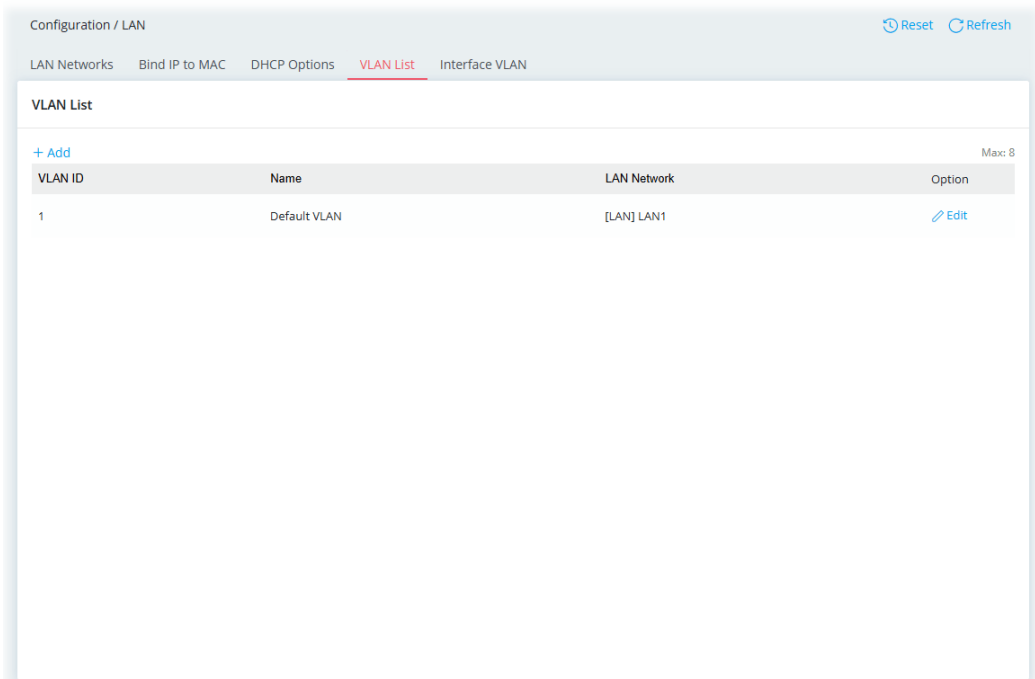 Configuration / LAN
Reset Refresh
LAN Networks Bind IP to MAC DHCP Options VLAN List Interface VLAN
VLAN List
+ Add Max: 8
VLAN ID Name LAN Network Option
1 Default VLAN [LAN] LAN1 Edit